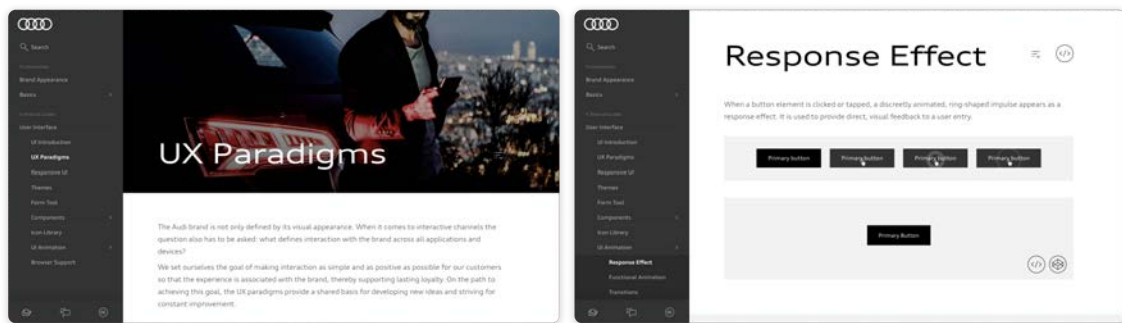 Search
Brand Appearance
Basics
User Interface
UI Introduction
UX Paradigms
Responsive UI
Themes
Form Tool
Components
Icon Library
UI Animation
Browser Support
UX Paradigms
The Audi brand is not only defined by its visual appearance. When it comes to interactive channels the
question also has to be asked: what defines interaction with the brand across all applications and
devices?
We set ourselves the goal of making interaction as simple and as positive as possible for our customers
so that the experience is associated with the brand, thereby supporting lasting loyalty. On the path to
achieving this goal, the UX paradigms provide a shared basis for developing new ideas and striving for
constant improvement.
Search
Brand Appearance
Basics
User Interface
UI Introduction
UX Paradigms
Responsive UI
Themes
Form Tool
Components
Icon Library
UI Animation
Response Effect
Functional Animation
Transitions
Response Effect
When a button element is clicked or tapped, a discreetly animated, ring-shaped impulse appears as a
response effect. It is used to provide direct, visual feedback to a user entry.
Primary button Primary button Primary button Primary button
Primary Button